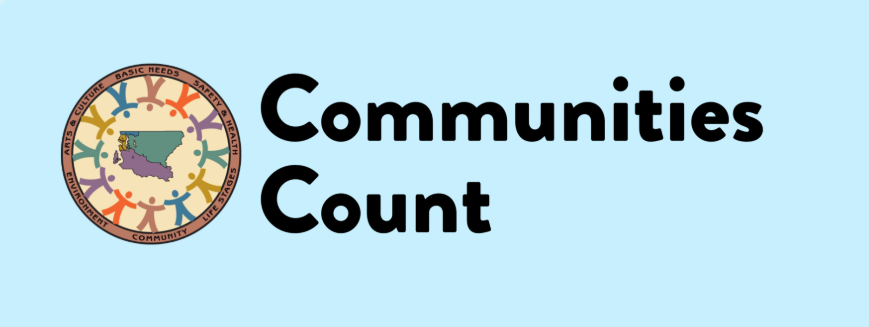 Communities
Count
BASIC NEEDS
SAFETY & HEALTH
LIFE STAGES
COMMUNITY
ENVIRONMENT
ARTS & CULTURE